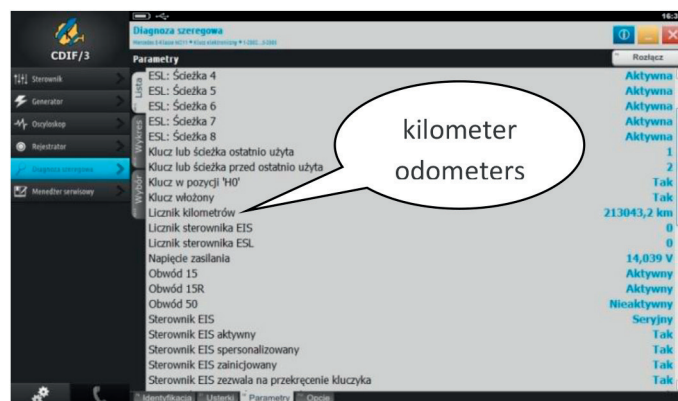 16:3
Diagnoza szeregowa
CDIF/3
Parametry
Rozłącz
Sterownik
Generator
Oscyloskop
Rejestrator
Diagnoza szeregowa
Menedżer serwisowy
Lista
Wykres
Wybór
ESL: Ścieżka 4 Aktywna
ESL: Ścieżka 5 Aktywna
ESL: Ścieżka 6 Aktywna
ESL: Ścieżka 7 Aktywna
ESL: Ścieżka 8 Aktywna
Klucz lub ścieżka ostatnio użyta 1
Klucz lub ścieżka przed ostatnio użyta 2
Klucz w pozycji 'H0' Tak
Klucz włożony Tak
Licznik kilometrów 213043,2 km
Licznik sterownika EIS 0
Licznik sterownika ESL 0
Napięcie zasilania 14,039 V
Obwód 15 Aktywny
Obwód 15R Aktywny
Obwód 50 Nieaktywny
Sterownik EIS Seryjny
Sterownik EIS aktywny Tak
Sterownik EIS spersonalizowany Tak
Sterownik EIS zainicjowany Tak
Sterownik EIS zezwala na przekręcenie kluczyka Tak
kilometer
odometers
Identyfikacja Usterki Parametry Opcje